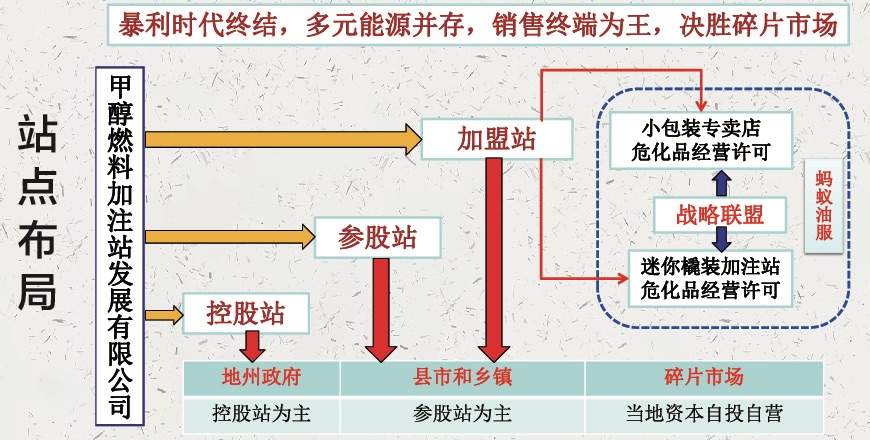 暴利时代终结，多元能源并存，销售终端为王，决胜碎片市场
站点布局
甲醇燃料加注站发展有限公司
加盟站
参股站
控股站
小包装专卖店
危化品经营许可
战略联盟
迷你橇装加注站
危化品经营许可
蚂蚁油服
地州政府 县市和乡镇 碎片市场
控股站为主 参股站为主 当地资本自投自营